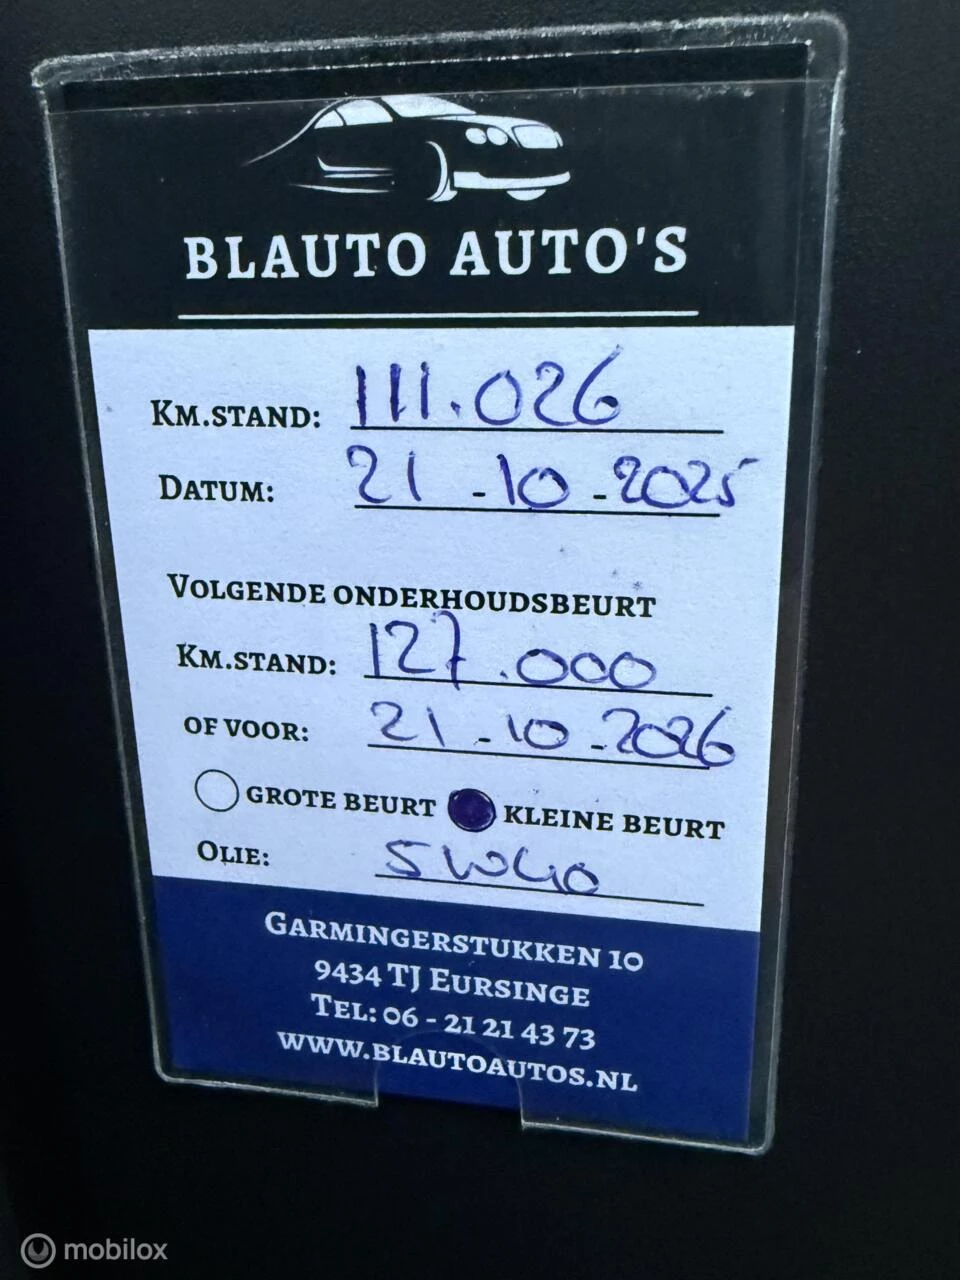 BLAUTO AUTO'S
KM.STAND: 111.026
DATUM: 21-10-2025
VOLGENDE ONDERHOUDSBEURT
KM.STAND: 127.000
OF VOOR: 21-10-2026
GROTE BEURT KLEINE BEURT
OLIE: 5W40
GARMINGERSTUKKEN 10
9434 TJ EURSINGE
TEL: 06 - 21 21 43 73
WWW.BLAUTOAUTOS.NL
mobilox